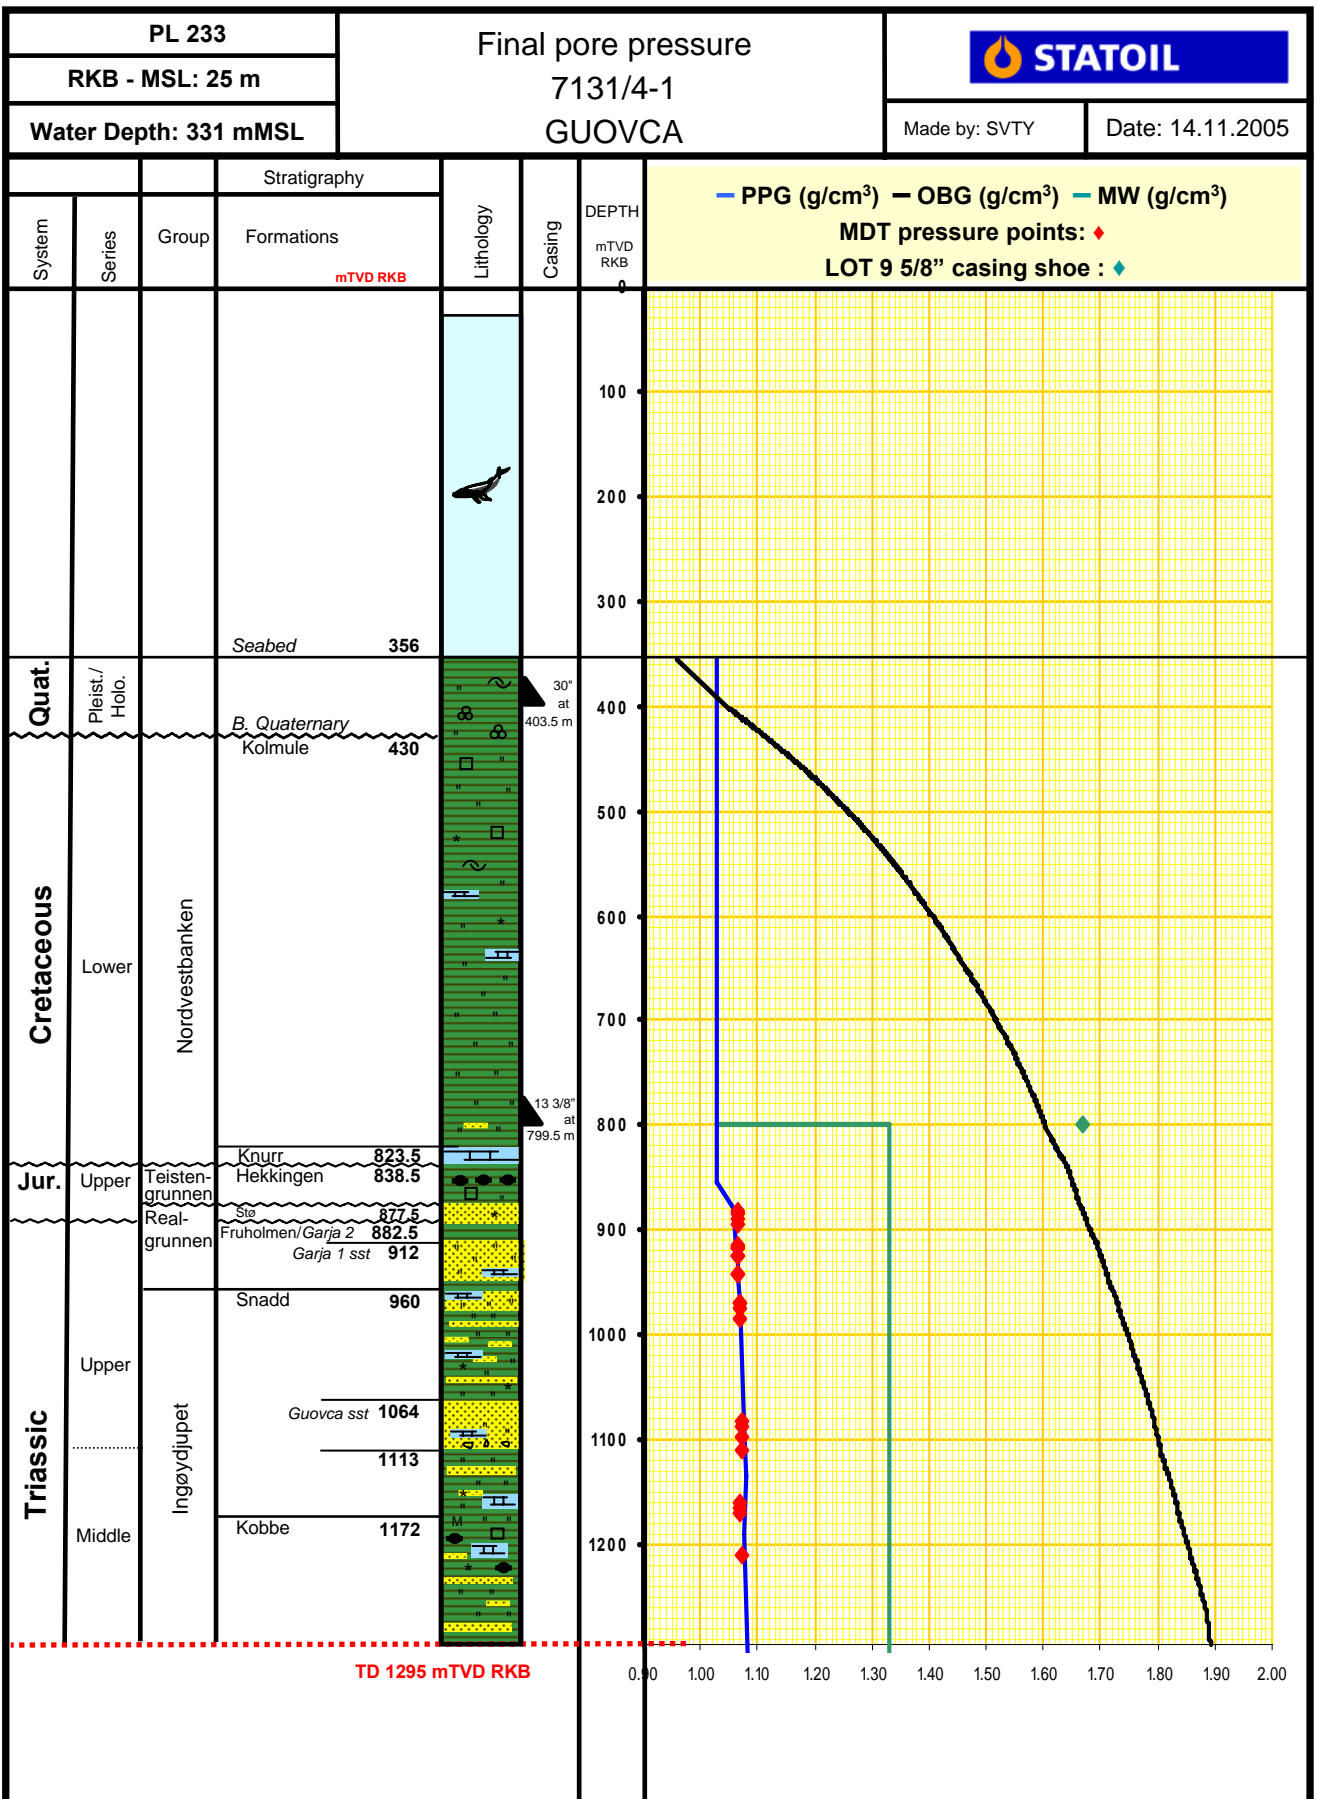 PL 233
RKB - MSL: 25 m
Water Depth: 331 mMSL
Final pore pressure
7131/4-1
GUOVCA
STATOIL
Made by: SVTY
Date: 14.11.2005
Stratigraphy
System
Series
Group
Formations
mTVD RKB
Lithology
Casing
DEPTH
mTVD
RKB
PPG (g/cm³) OBG (g/cm³) MW (g/cm³)
MDT pressure points:
LOT 9 5/8” casing shoe :
0
100
200
300
400
500
600
700
800
900
1000
1100
1200
Seabed 356
Quat.
Pleist./
Holo.
B. Quaternary
30"
at
403.5 m
Kolmule 430
Cretaceous
Lower
Nordvestbanken
13 3/8”
at
799.5 m
Knurr 823.5
Jur.
Upper
Teisten-
grunnen
Hekkingen 838.5
Real-
grunnen
Stø 877.5
Fruholmen/Garja 2 882.5
Garja 1 sst 912
Snadd 960
Triassic
Upper
Ingøydjupet
Guovca sst 1064
1113
Middle
Kobbe 1172
M
TD 1295 mTVD RKB
0.90 1.00 1.10 1.20 1.30 1.40 1.50 1.60 1.70 1.80 1.90 2.00